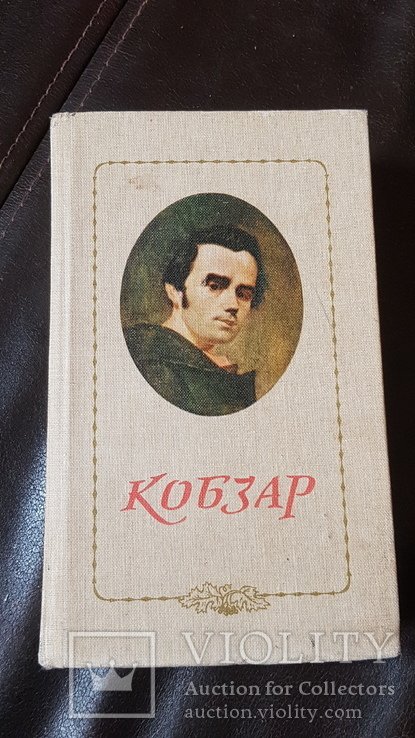 КОБЗАР
VIOLITY
Auction for Collectors
auction.violity.com